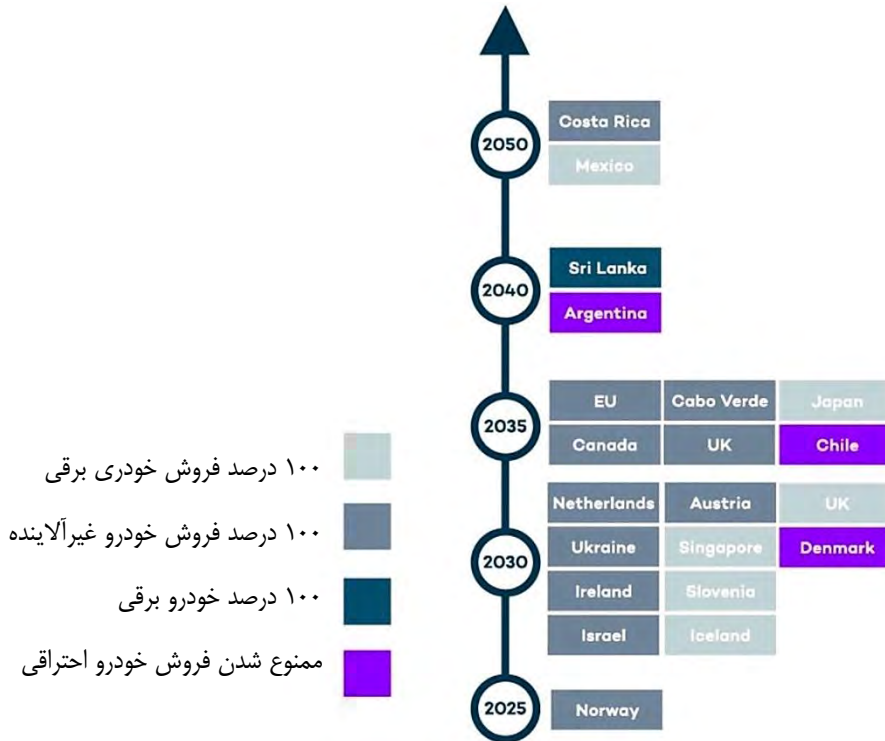 2050
Costa Rica
Mexico
2040
Sri Lanka
Argentina
2035
EU
Cabo Verde
Japan
Canada
UK
Chile
2030
Netherlands
Austria
UK
Ukraine
Singapore
Denmark
Ireland
Slovenia
Israel
Iceland
2025
Norway
۱۰۰ درصد فروش خودری برقی
۱۰۰ درصد فروش خودرو غیرآلاینده
۱۰۰ درصد خودرو برقی
ممنوع شدن فروش خودرو احتراقی